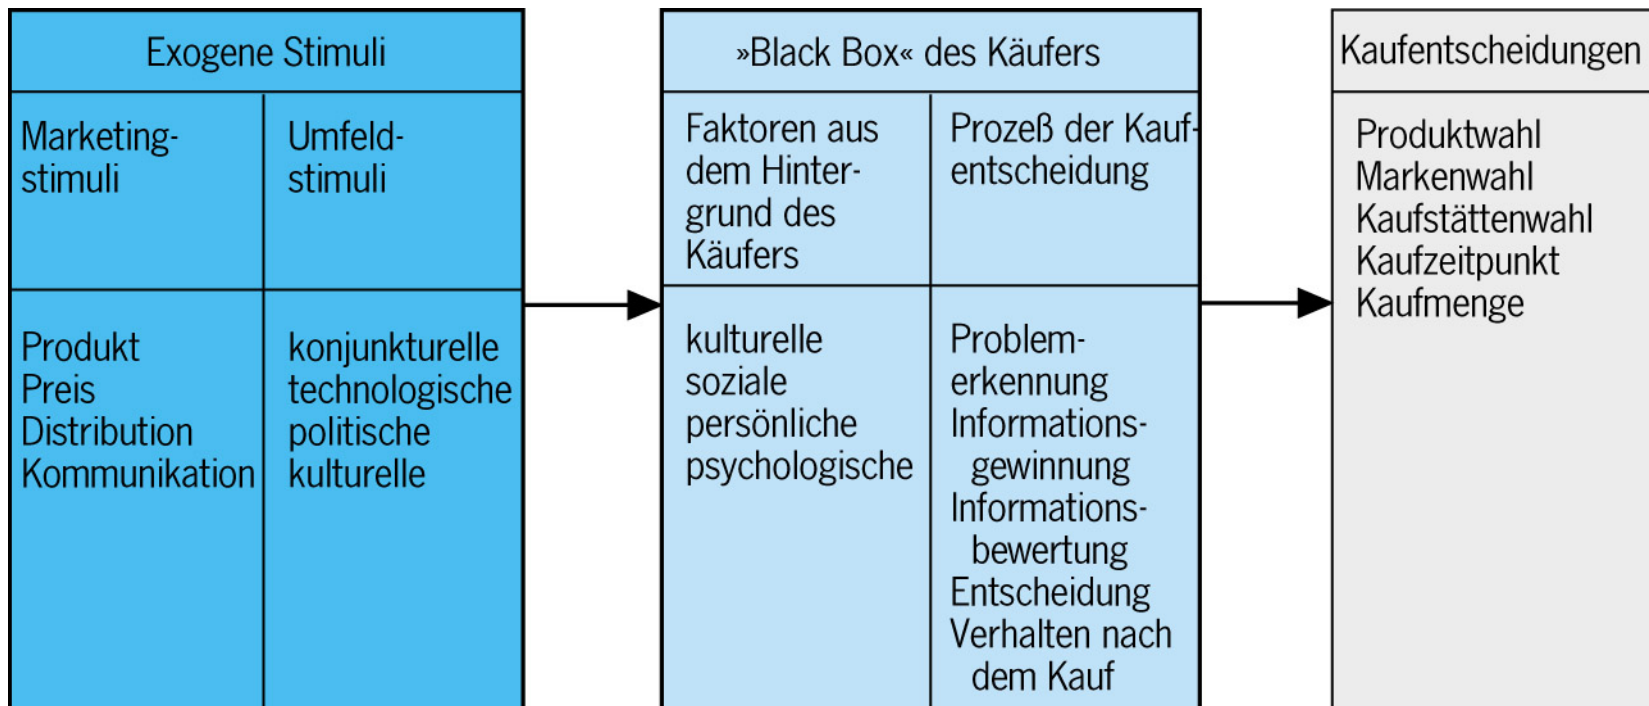 Exogene Stimuli
Marketing-
stimuli
Umfeld-
stimuli
Produkt
Preis
Distribution
Kommunikation
konjunkturelle
technologische
politische
kulturelle
»Black Box« des Käufers
Faktoren aus
dem Hinter-
grund des
Käufers
Prozeß der Kauf-
entscheidung
kulturelle
soziale
persönliche
psychologische
Problem-
erkennung
Informations-
gewinnung
Informations-
bewertung
Entscheidung
Verhalten nach
dem Kauf
Kaufentscheidungen
Produktwahl
Markenwahl
Kaufstättenwahl
Kaufzeitpunkt
Kaufmenge